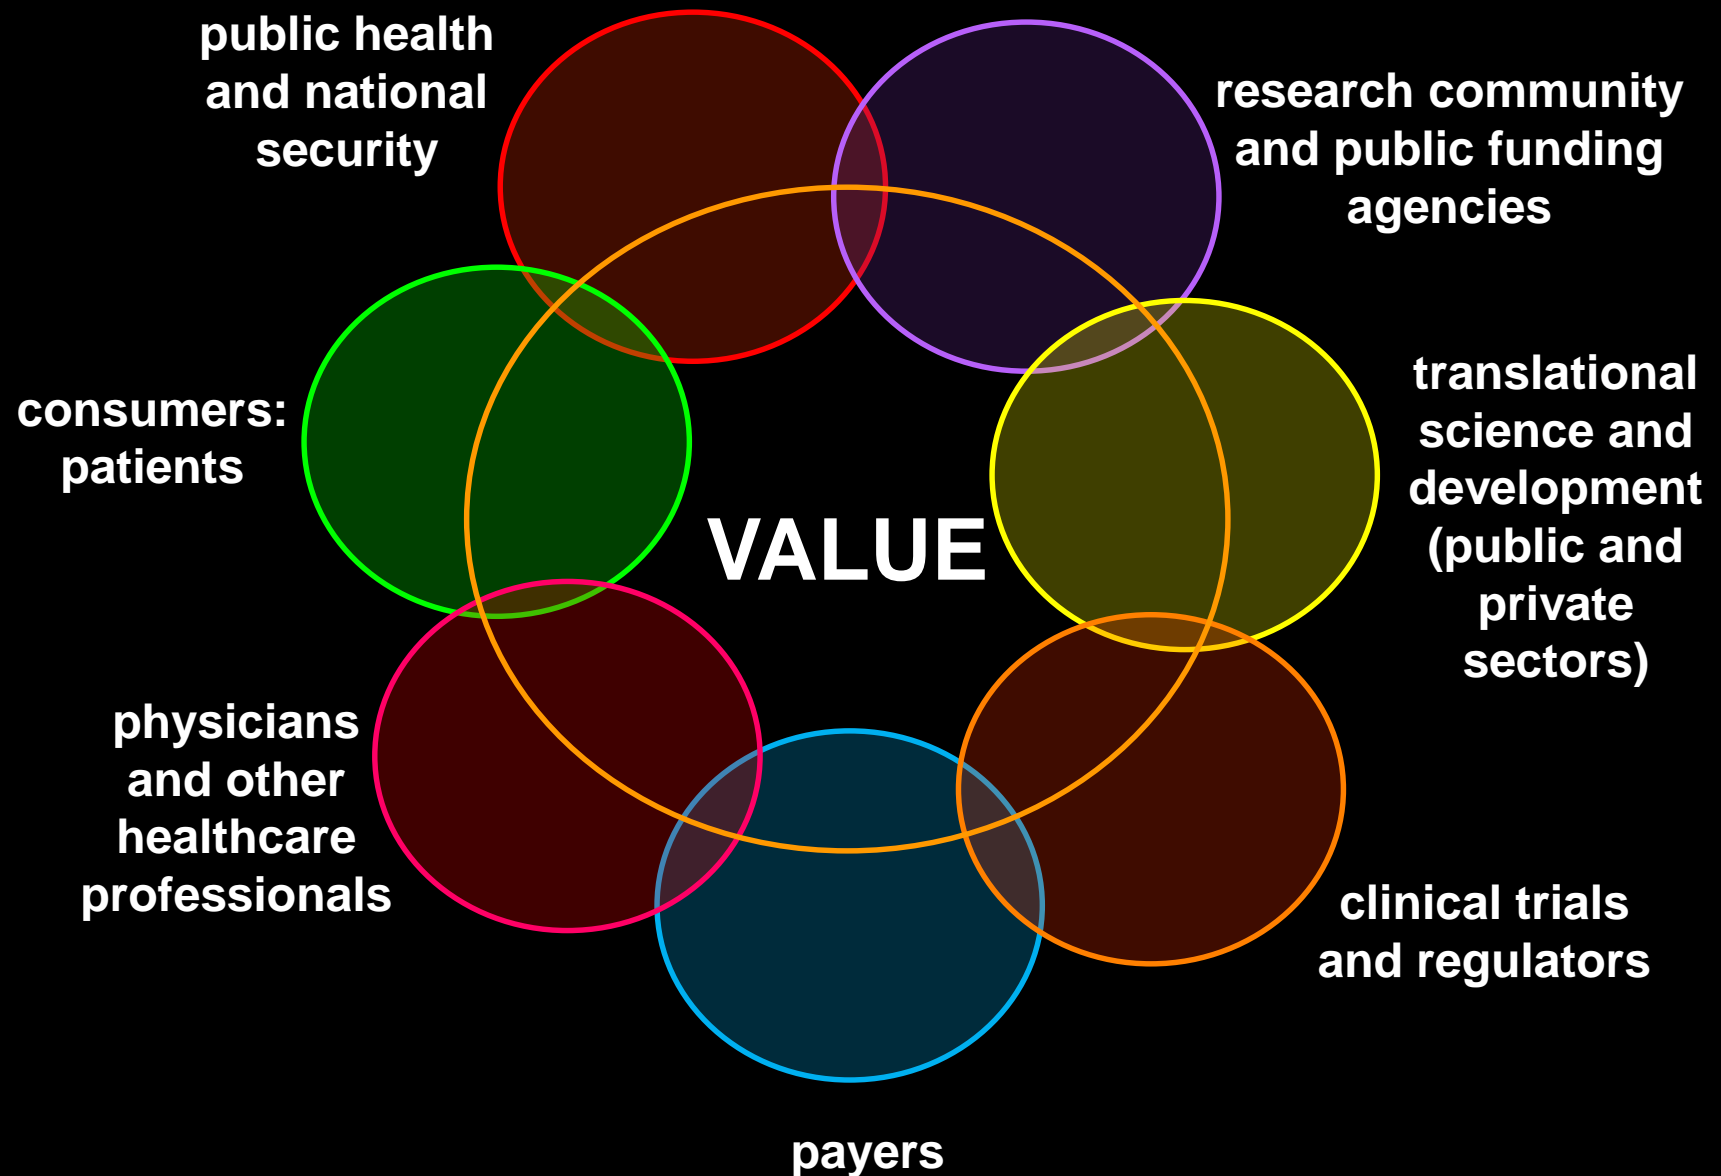 public health
and national
security
research community
and public funding
agencies
consumers:
patients
translational
science and
development
(public and
private
sectors)
VALUE
physicians
and other
healthcare
professionals
clinical trials
and regulators
payers